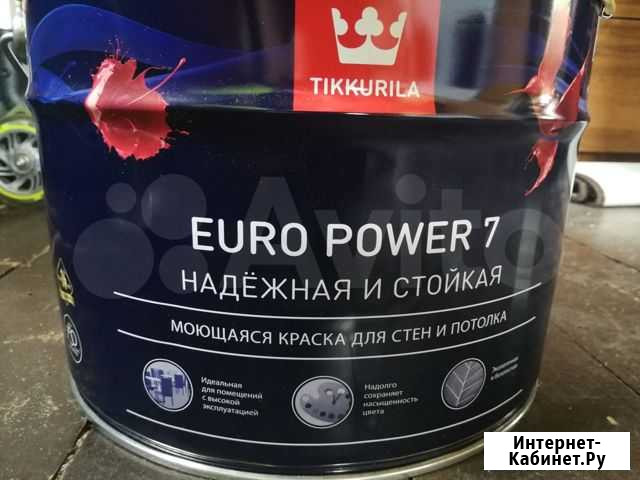 TIKKURILA
EURO POWER 7
НАДЁЖНАЯ И СТОЙКАЯ
МОЮЩАЯСЯ КРАСКА ДЛЯ СТЕН И ПОТОЛКА
Идеальная
для помещений
с высокой
эксплуатацией
Надолго
сохраняет
насыщенность
цвета
Avito
Интернет-
Кабинет.Ру